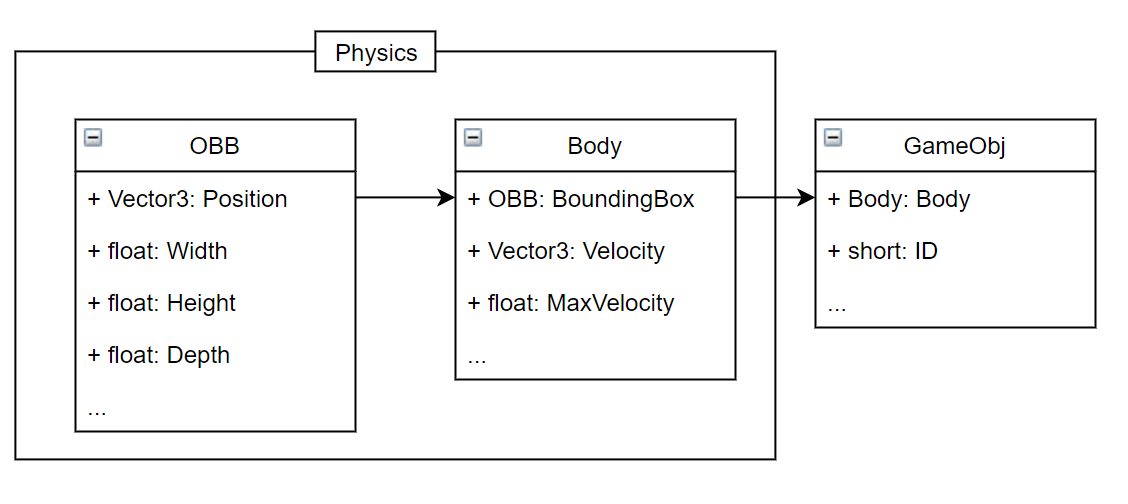 Physics
OBB
+ Vector3: Position
+ float: Width
+ float: Height
+ float: Depth
...
Body
+ OBB: BoundingBox
+ Vector3: Velocity
+ float: MaxVelocity
...
GameObj
+ Body: Body
+ short: ID
...